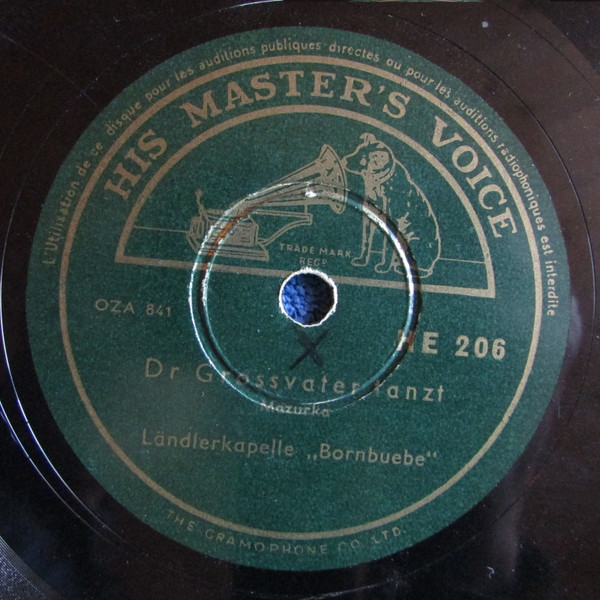 L'Utilisation de ce disque pour les auditions publiques directes ou pour les auditions radiophoniques est interdite
HIS MASTER'S VOICE
TRADE MARK
REGD
OZA 841
HE 206
X
Dr Grossvater tanzt
Mazurka
Ländlerkapelle „Bornbuebe“
THE GRAMOPHONE CO. LTD.